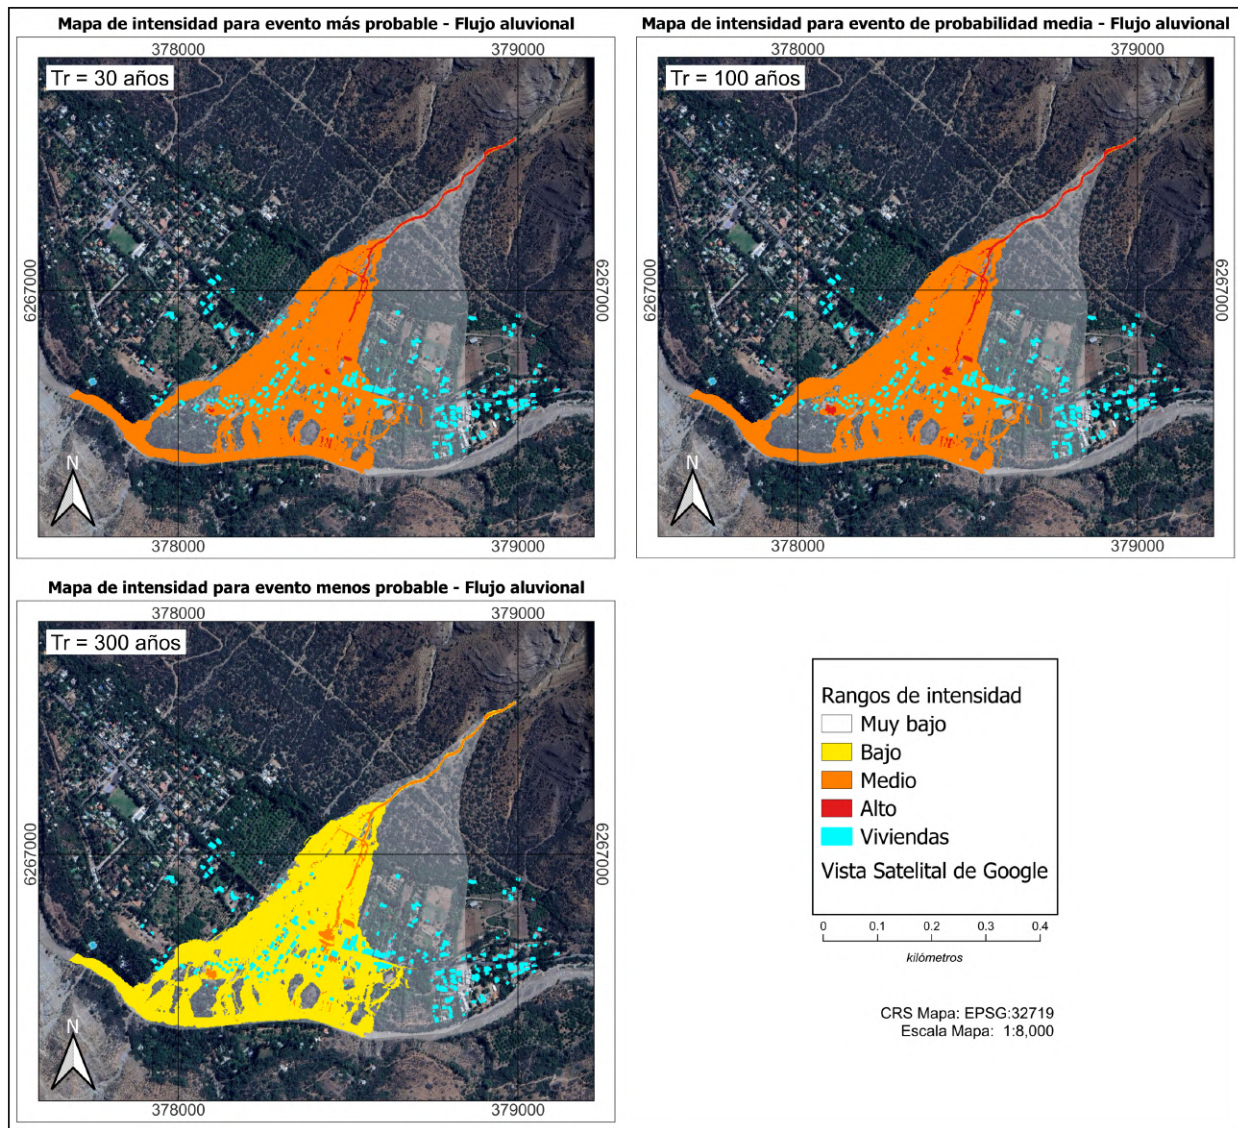 Mapa de intensidad para evento más probable - Flujo aluvional
378000
379000
Tr = 30 años
6267000
6267000
N
378000
379000
Mapa de intensidad para evento de probabilidad media - Flujo aluvional
378000
379000
Tr = 100 años
6267000
6267000
N
378000
379000
Mapa de intensidad para evento menos probable - Flujo aluvional
378000
379000
Tr = 300 años
6267000
6267000
N
378000
379000
Rangos de intensidad
Muy bajo
Bajo
Medio
Alto
Viviendas
Vista Satelital de Google
0 0.1 0.2 0.3 0.4
kilómetros
CRS Mapa: EPSG:32719
Escala Mapa: 1:8,000